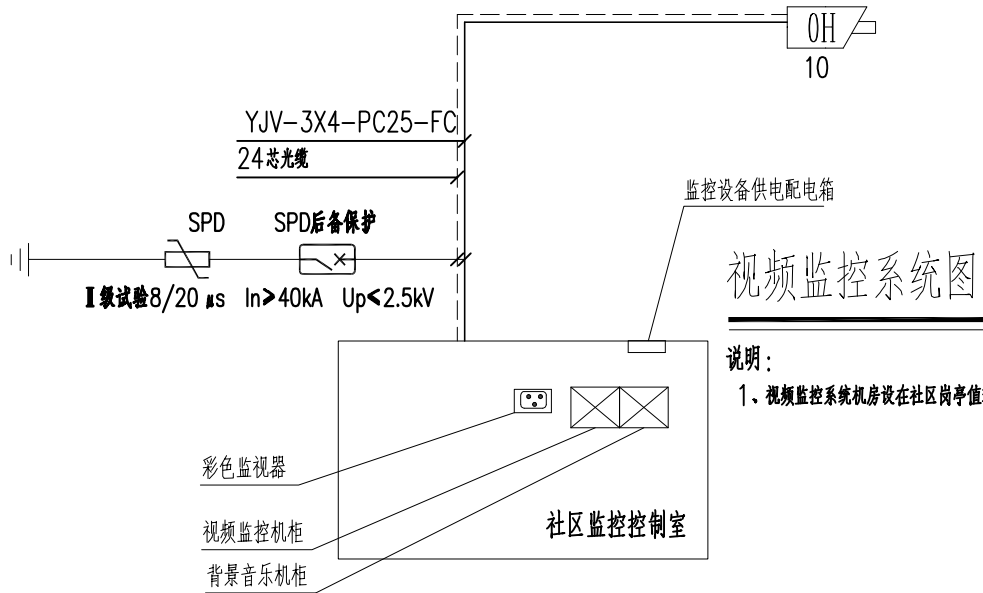 OH
10
YJV-3X4-PC25-FC
24芯光缆
监控设备供电配电箱
SPD
SPD后备保护
Ⅱ级试验8/20 μs In>40kA Up<2.5kV
视频监控系统图
说明:
1、视频监控系统机房设在社区岗亭值
彩色监视器
视频监控机柜
社区监控控制室
背景音乐机柜